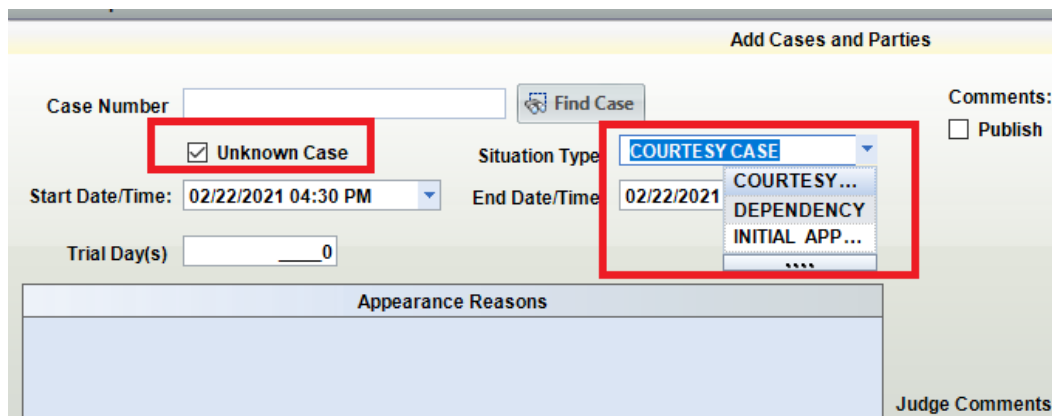 Add Cases and Parties
Case Number
Find Case
Comments:
Unknown Case
Situation Type
COURTESY CASE
Publish
Start Date/Time:
02/22/2021 04:30 PM
End Date/Time
02/22/2021
COURTESY...
DEPENDENCY
INITIAL APP...
Trial Day(s)
____0
Appearance Reasons
Judge Comments